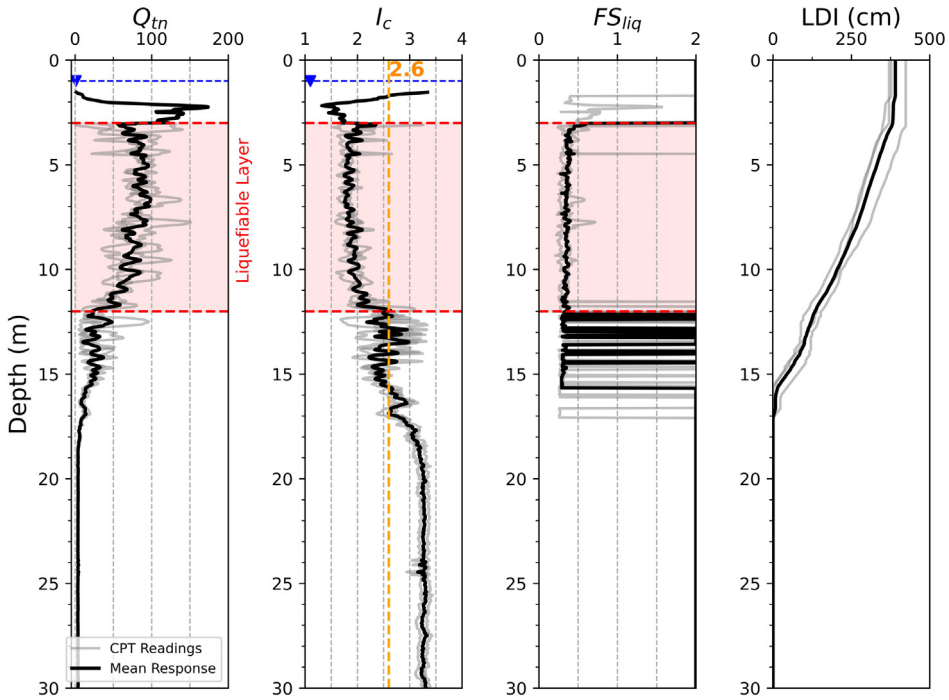 Q_tn I_c FS_liq LDI (cm)
0 100 200 1 2 3 4 0 1 2 0 250 500
0 0 0 0
2.6
5 5 5 5
Liquefiable Layer
10 10 10 10
15 15 15 15
Depth (m)
20 20 20 20
25 25 25 25
CPT Readings
Mean Response
30 30 30 30